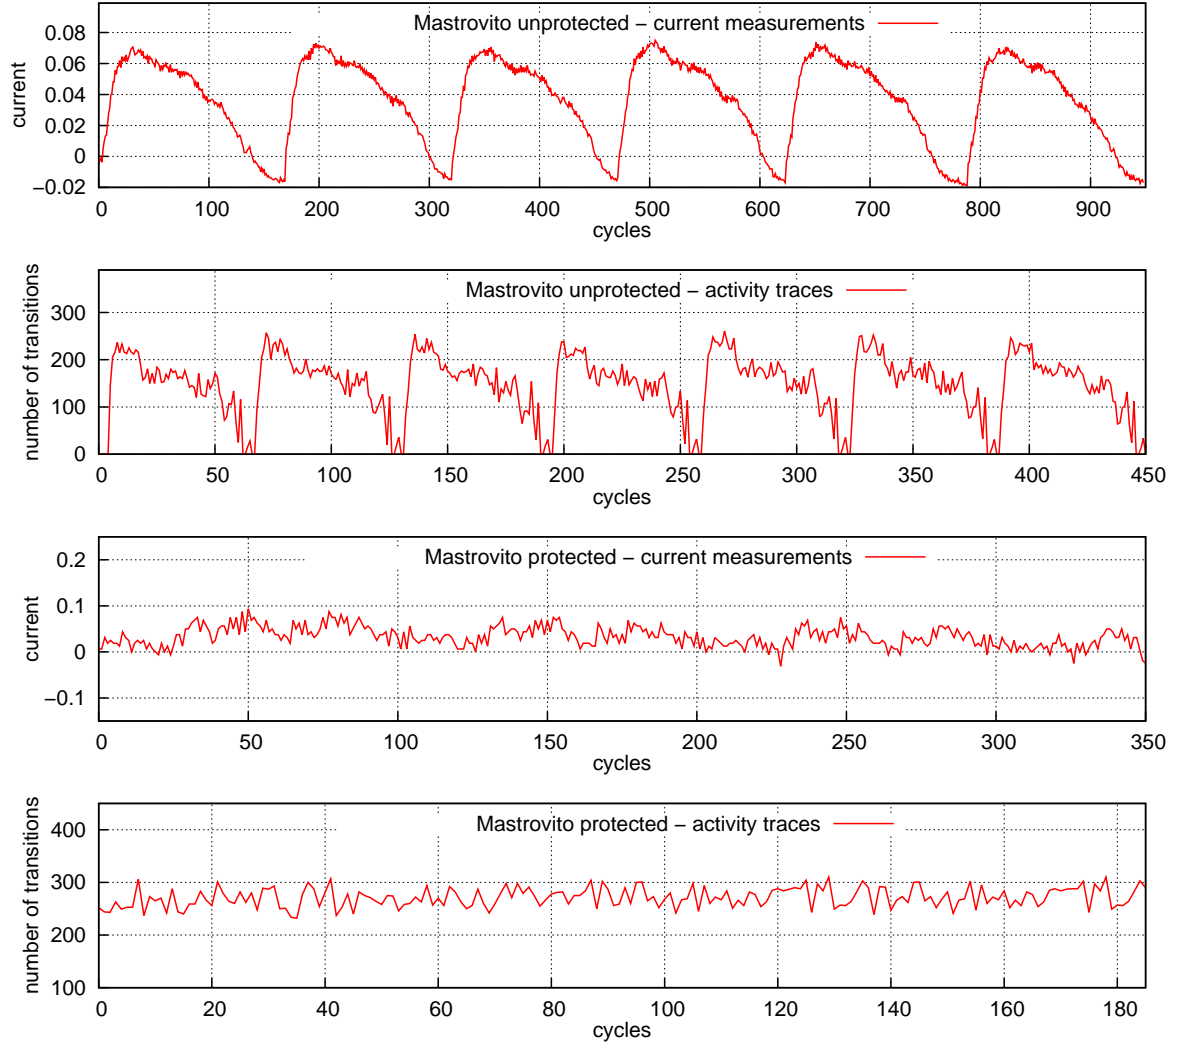 Mastrovito unprotected − current measurements
current
0.08
0.06
0.04
0.02
0
−0.02
0 100 200 300 400 500 600 700 800 900
cycles
Mastrovito unprotected − activity traces
number of transitions
300
200
100
0
0 50 100 150 200 250 300 350 400 450
cycles
Mastrovito protected − current measurements
current
0.2
0.1
0
−0.1
0 50 100 150 200 250 300 350
cycles
Mastrovito protected − activity traces
number of transitions
400
300
200
100
0 20 40 60 80 100 120 140 160 180
cycles